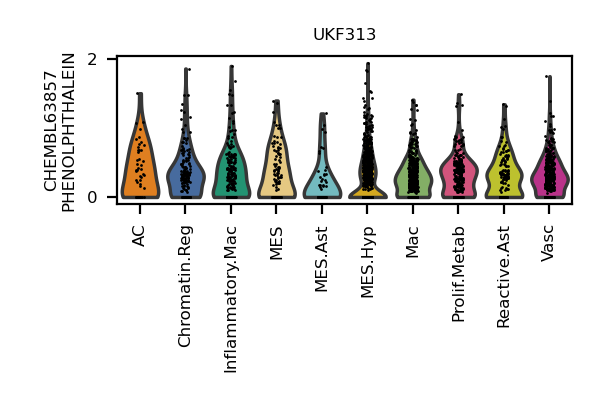 UKF313
CHEMBL63857
PHENOLPHTHALEIN
2
0
AC
Chromatin.Reg
Inflammatory.Mac
MES
MES.Ast
MES.Hyp
Mac
Prolif.Metab
Reactive.Ast
Vasc